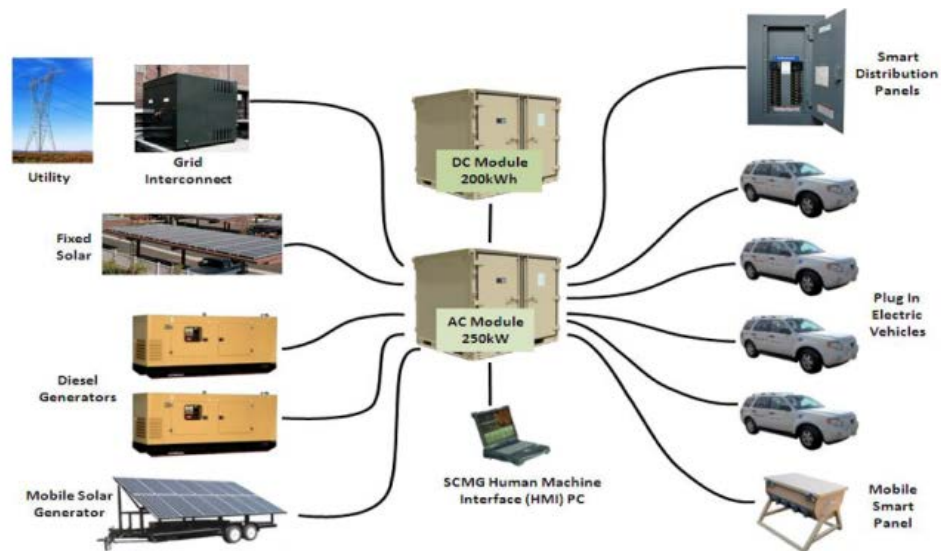 Utility
Grid
Interconnect
DC Module
200kWh
Smart
Distribution
Panels
Fixed
Solar
AC Module
250kW
Plug In
Electric
Vehicles
Diesel
Generators
SCMG Human Machine
Interface (HMI) PC
Mobile Solar
Generator
Mobile
Smart
Panel